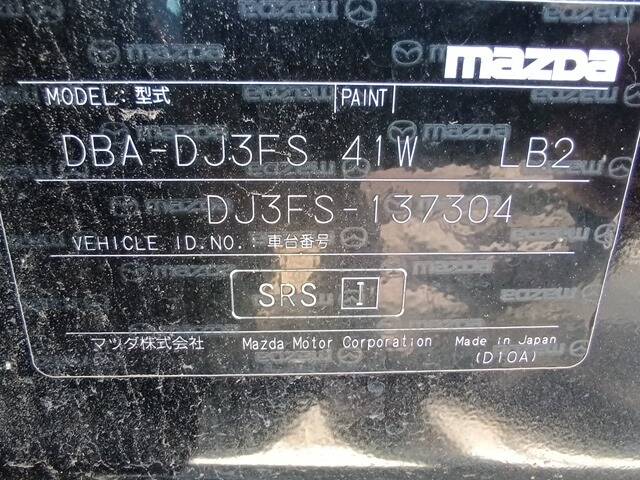 mazda
MODEL: 型式 PAINT
DBA-DJ3FS 41W LB2
DJ3FS-137304
VEHICLE ID.NO.: 車台番号
SRS I
マツダ株式会社 Mazda Motor Corporation Made in Japan
(D10A)